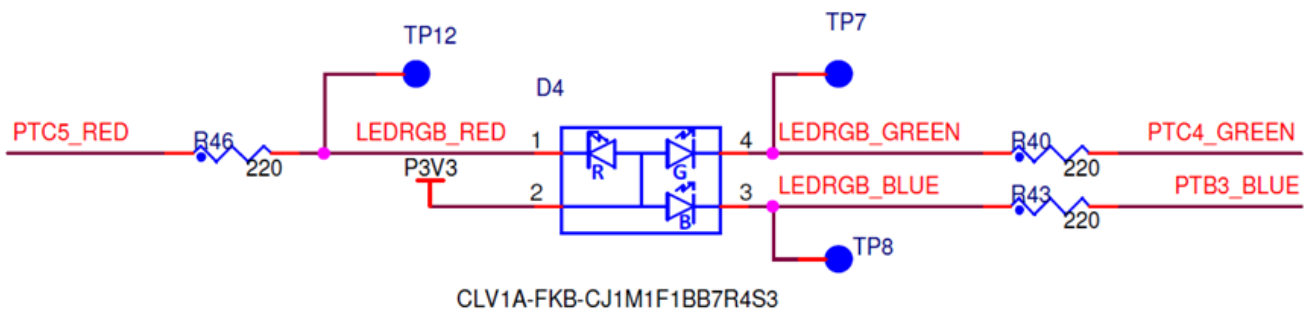 TP12
TP7
D4
PTC5_RED
R46
220
LEDRGB_RED
1
4
LEDRGB_GREEN
R40
220
PTC4_GREEN
P3V3
R
G
2
3
B
LEDRGB_BLUE
R43
220
PTB3_BLUE
TP8
CLV1A-FKB-CJ1M1F1BB7R4S3